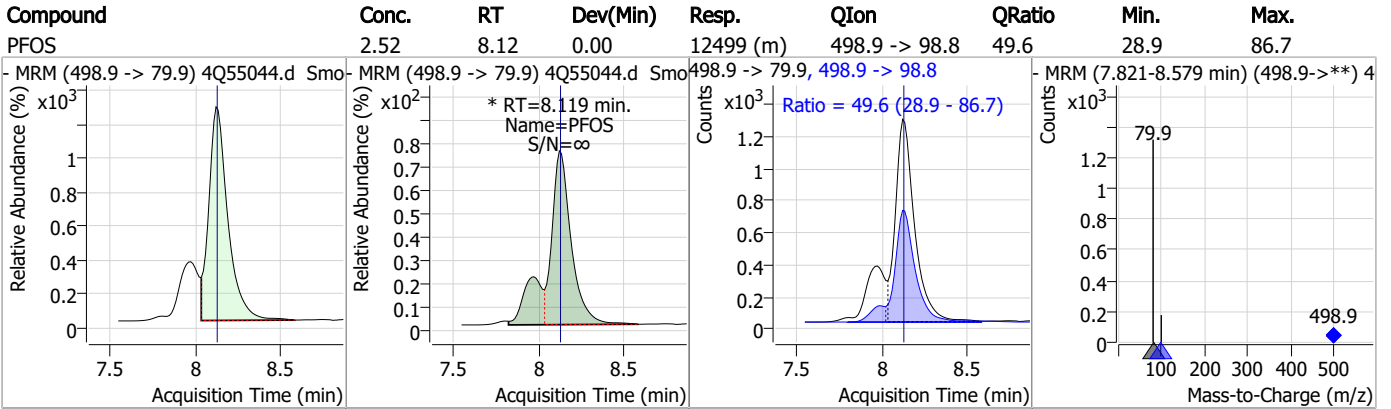 Compound Conc. RT Dev(Min) Resp. QIon QRatio Min. Max.
PFOS 2.52 8.12 0.00 12499 (m) 498.9 -> 98.8 49.6 28.9 86.7
- MRM (498.9 -> 79.9) 4Q55044.d Smo
x10³
Relative Abundance (%)
1
0.8
0.6
0.4
0.2
0
7.5 8 8.5
Acquisition Time (min)
- MRM (498.9 -> 79.9) 4Q55044.d Smo
x10²
* RT=8.119 min.
Name=PFOS
S/N=∞
Relative Abundance (%)
0.8
0.7
0.6
0.5
0.4
0.3
0.2
0.1
0
7.5 8 8.5
Acquisition Time (min)
498.9 -> 79.9, 498.9 -> 98.8
x10³
Ratio = 49.6 (28.9 - 86.7)
Counts
1.2
1
0.8
0.6
0.4
0.2
0
7.5 8 8.5
Acquisition Time (min)
- MRM (7.821-8.579 min) (498.9->**) 4
x10³
Counts
79.9
1.2
1
0.8
0.6
0.4
0.2
498.9
0
100 200 300 400 500
Mass-to-Charge (m/z)